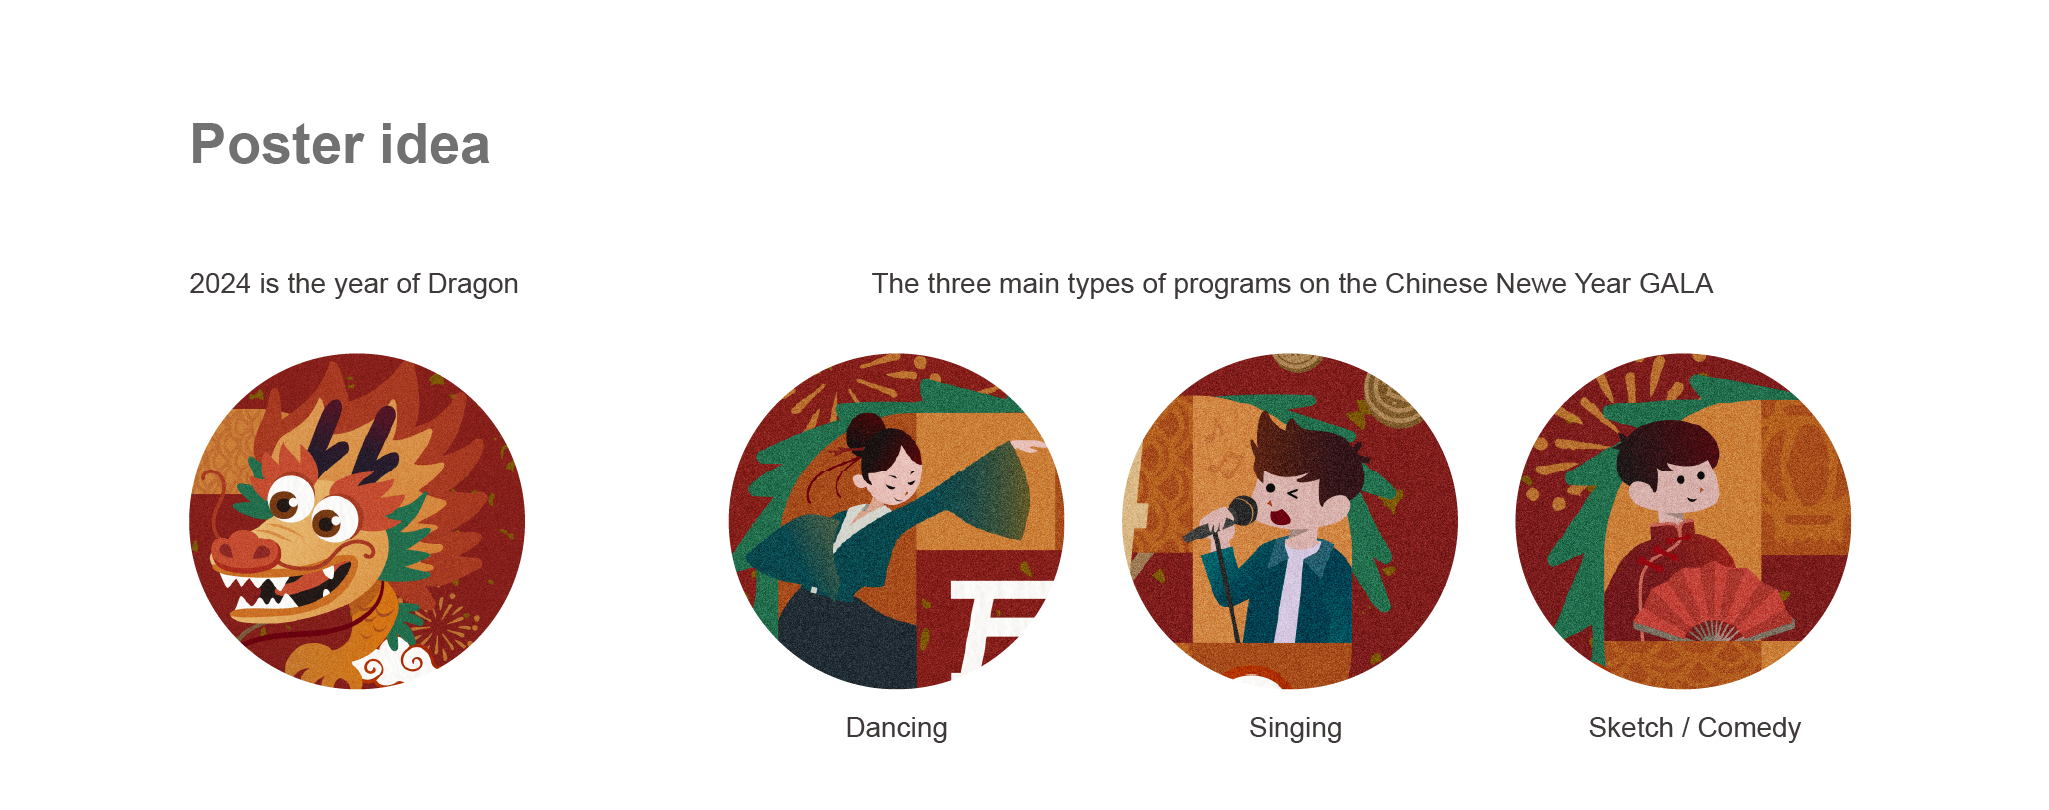 Poster idea
2024 is the year of Dragon
The three main types of programs on the Chinese Newe Year GALA
Dancing
Singing
Sketch / Comedy